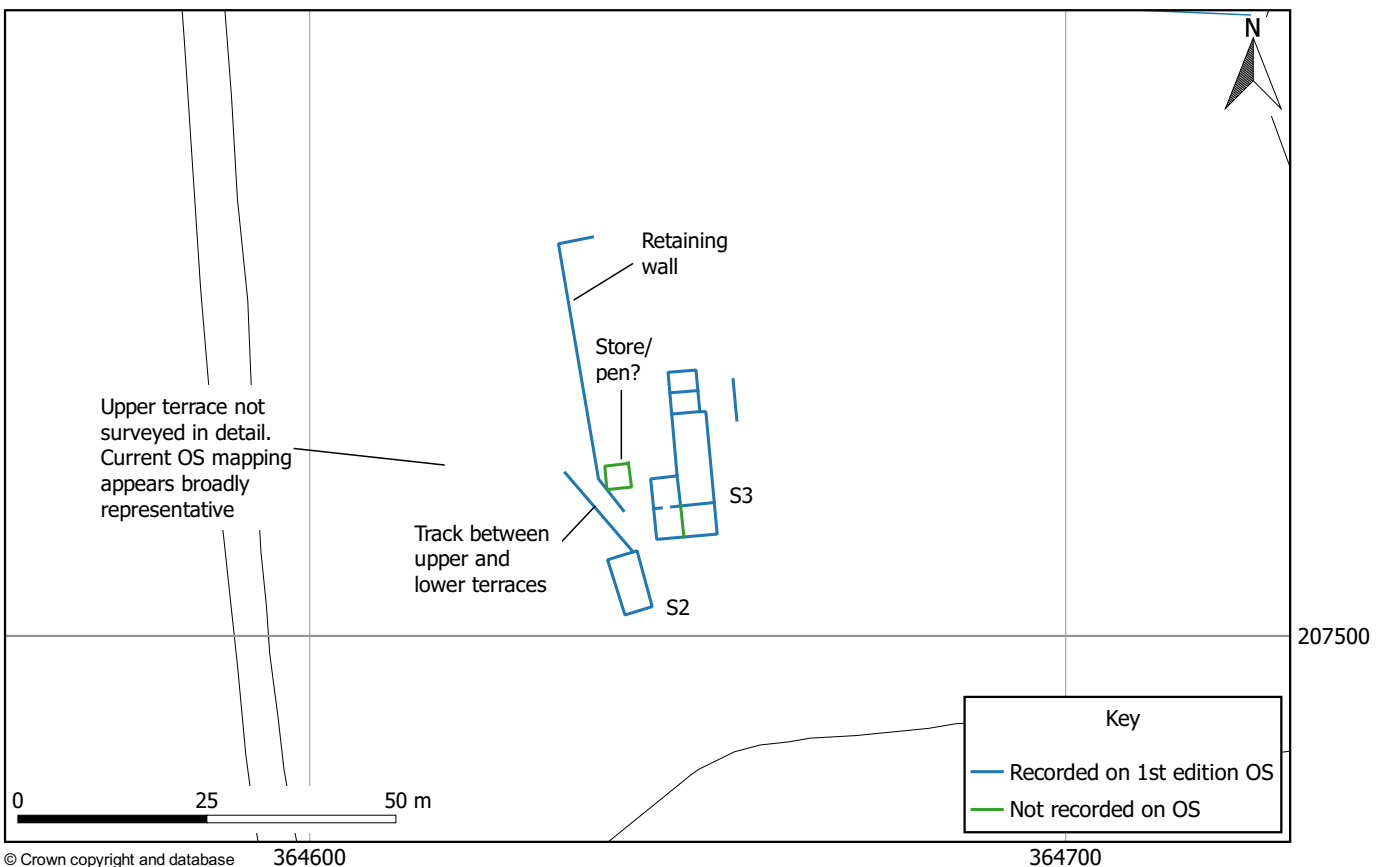 N
Retaining
wall
Store/
pen?
Upper terrace not
surveyed in detail.
Current OS mapping
appears broadly
representative
S3
Track between
upper and
lower terraces
S2
207500
Key
Recorded on 1st edition OS
Not recorded on OS
0 25 50 m
© Crown copyright and database
364600
364700